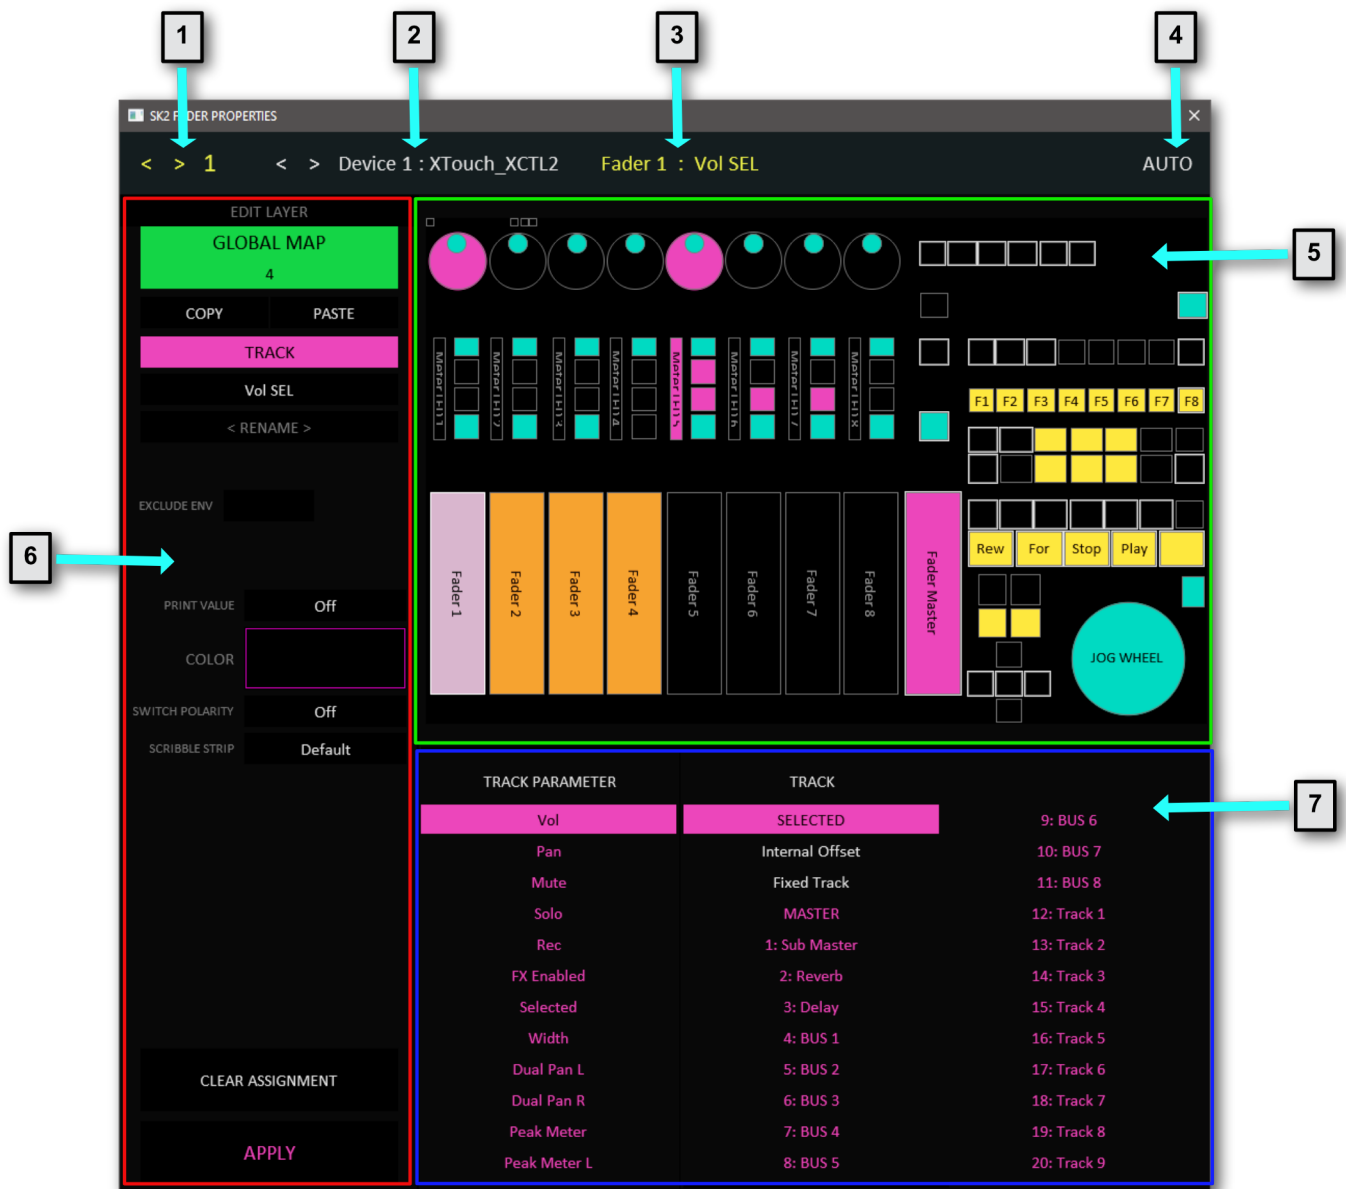 1
2
3
4
SK2 F DER PROPERTIES
< > 1
< > Device 1 : XTouch_XCTL2
Fader 1 : Vol SEL
AUTO
EDIT LAYER
GLOBAL MAP
4
COPY PASTE
TRACK
Vol SEL
< RENAME >
EXCLUDE ENV
PRINT VALUE Off
COLOR
SWITCH POLARITY Off
SCRIBBLE STRIP Default
CLEAR ASSIGNMENT
APPLY
6
5
F1 F2 F3 F4 F5 F6 F7 F8
Rew For Stop Play
Fader 1
Fader 2
Fader 3
Fader 4
Fader 5
Fader 6
Fader 7
Fader 8
Fader Master
JOG WHEEL
7
TRACK PARAMETER
Vol
Pan
Mute
Solo
Rec
FX Enabled
Selected
Width
Dual Pan L
Dual Pan R
Peak Meter
Peak Meter L
TRACK
SELECTED
Internal Offset
Fixed Track
MASTER
1: Sub Master
2: Reverb
3: Delay
4: BUS 1
5: BUS 2
6: BUS 3
7: BUS 4
8: BUS 5
9: BUS 6
10: BUS 7
11: BUS 8
12: Track 1
13: Track 2
14: Track 3
15: Track 4
16: Track 5
17: Track 6
18: Track 7
19: Track 8
20: Track 9